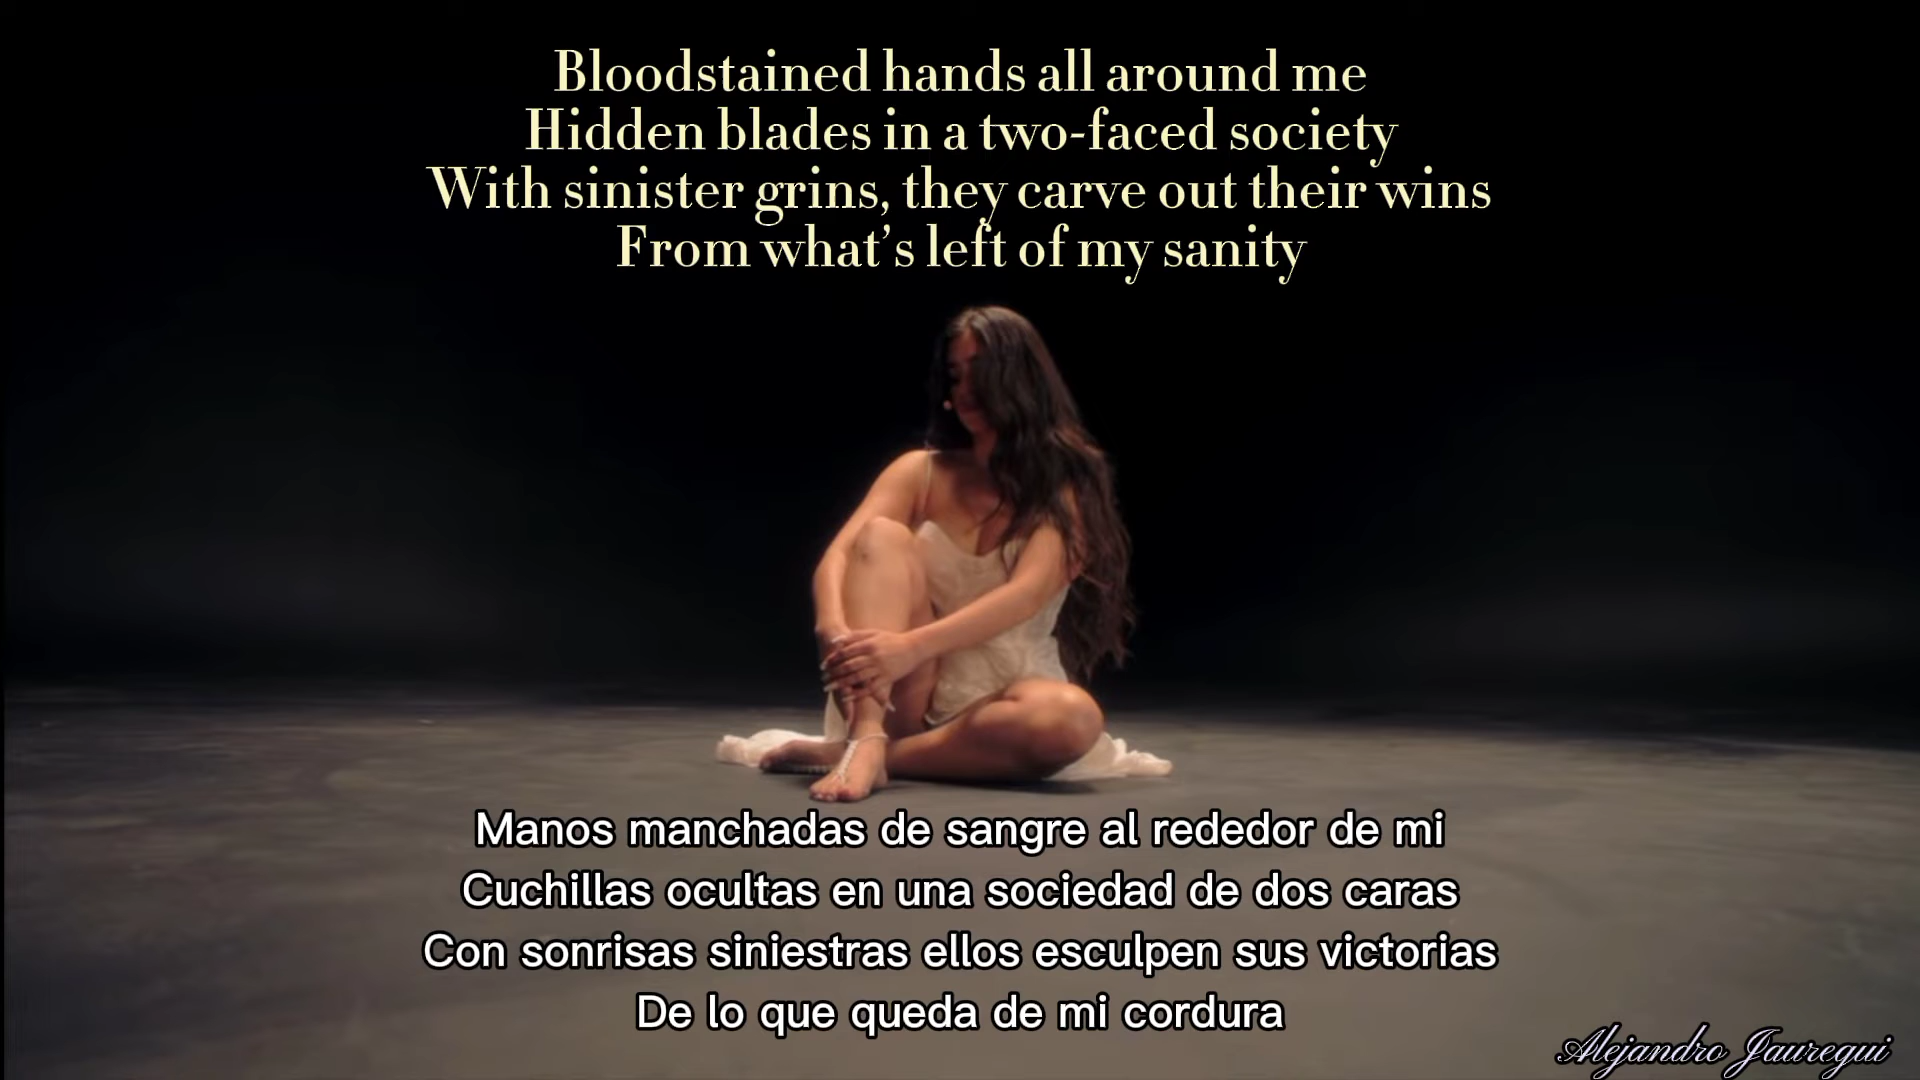 Bloodstained hands all around me
Hidden blades in a two-faced society
With sinister grins, they carve out their wins
From what's left of my sanity
Manos manchadas de sangre al rededor de mi
Cuchillas ocultas en una sociedad de dos caras
Con sonrisas siniestras ellos esculpen sus victorias
De lo que queda de mi cordura
Alejandro Jauregui